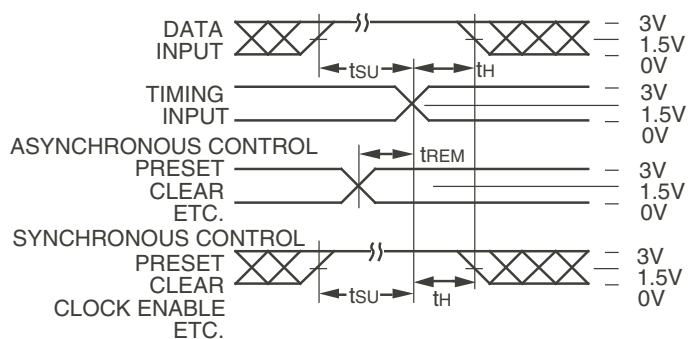 DATA
INPUT
3V
1.5V
0V
tSU
tH
TIMING
INPUT
3V
1.5V
0V
ASYNCHRONOUS CONTROL
tREM
PRESET
CLEAR
ETC.
3V
1.5V
0V
SYNCHRONOUS CONTROL
PRESET
CLEAR
CLOCK ENABLE
ETC.
3V
1.5V
0V
tSU
tH